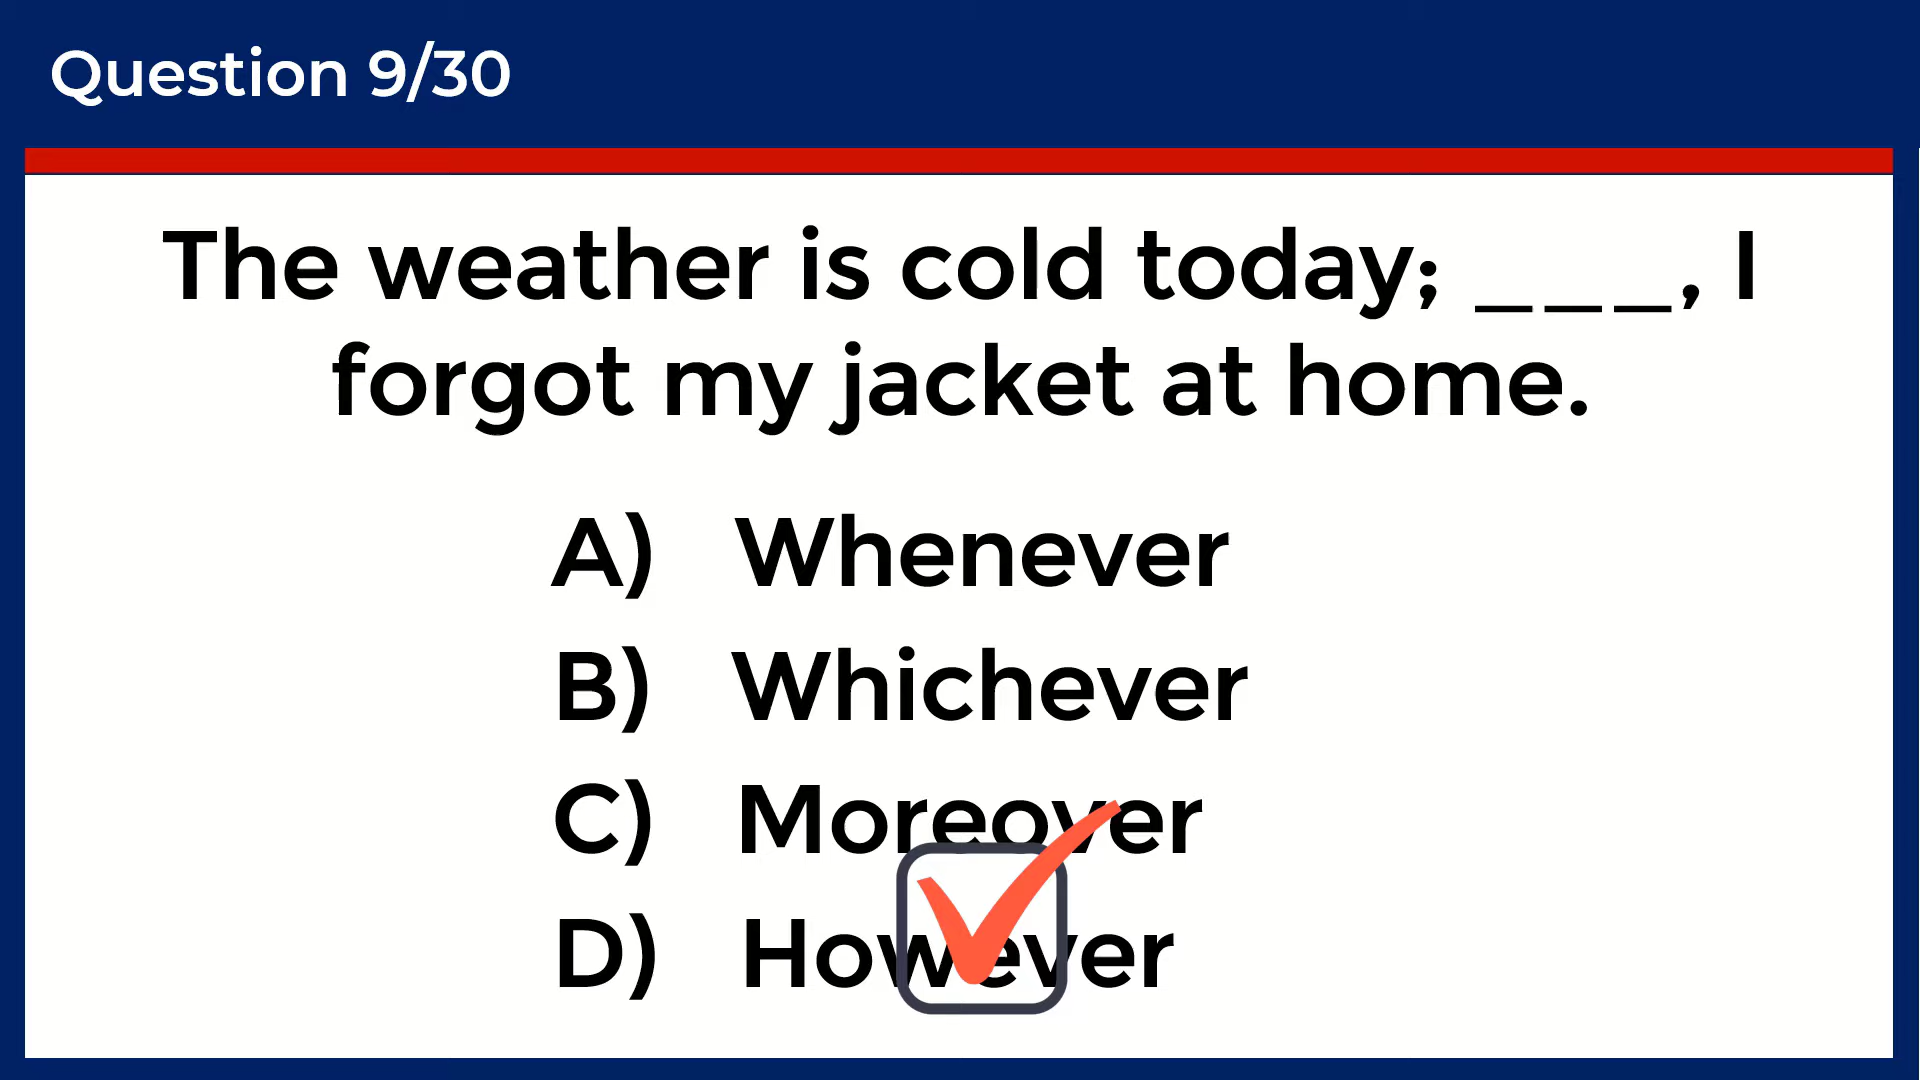 Question 9/30
The weather is cold today; ___, I
forgot my jacket at home.
A) Whenever
B) Whichever
C) Moreover
D) However